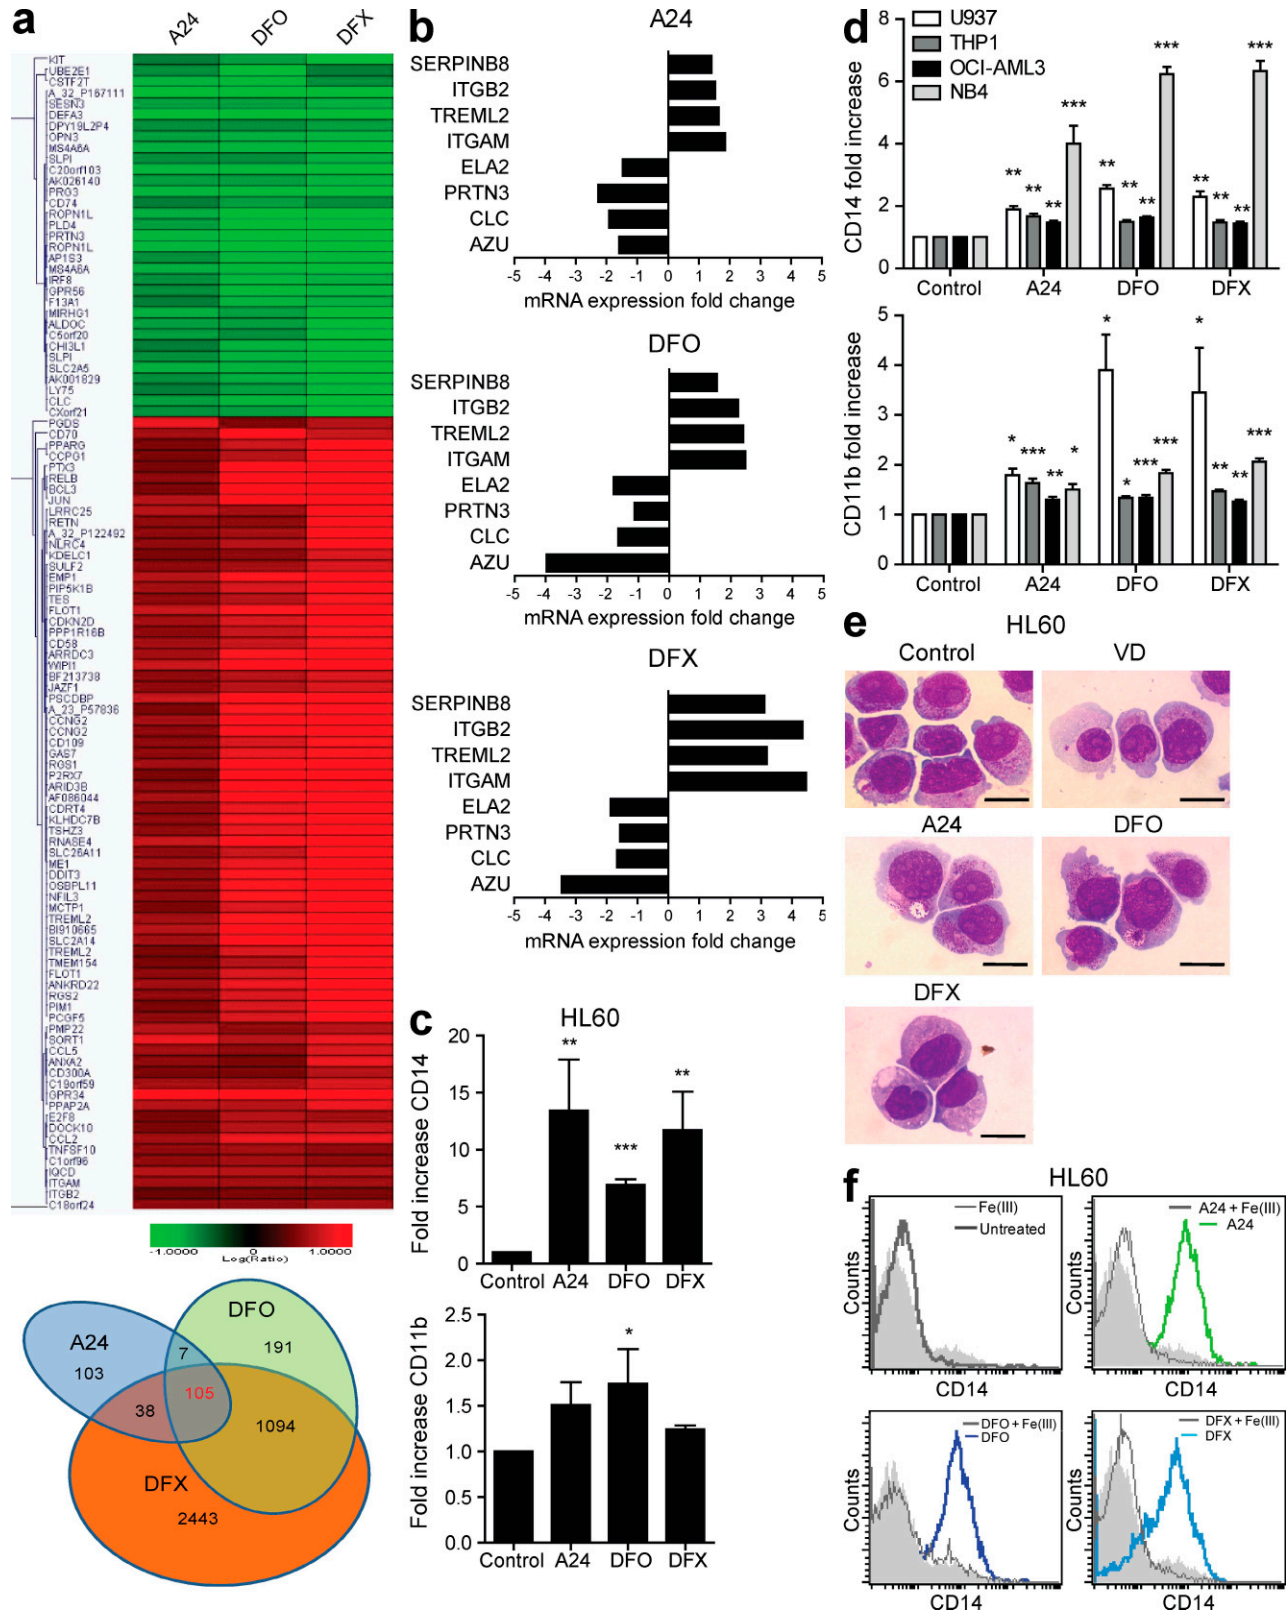 a
A24
DFO
DFX
KIT
UBE2E1
CSTF2T
A_32_P167111
SESN3
DEFA3
DPY19L2P4
OPN3
MS4A6A
SLPI
C20orf103
AK026140
PRG3
CD74
ROPN1L
PLD4
PRTN3
ROPN1L
AP1S3
MS4A6A
IRF8
GPR56
F13A1
MIRHG1
ALDOC
C5orf20
CHI3L1
SLPI
SLC2A5
AK001829
LY75
CLC
CXorf21
PGDS
CD70
PPARG
CCPG1
PTX3
RELB
BCL3
JUN
LRRC25
RETN
A_32_P122492
NLRC4
KDELC1
SULF2
EMP1
PIP5K1B
TES
FLOT1
CDKN2D
PPP1R16B
CD58
ARRDC3
WIPI1
BF213738
JAZF1
PSCDBP
A_23_P57836
CCNG2
CCNG2
CD109
GAS7
RGS1
P2RX7
ARID3B
AF086044
CDRT4
KLHDC7B
TSHZ3
RNASE4
SLC26A11
ME1
DDIT3
OSBPL11
NFIL3
MCTP1
TREML2
BI910665
SLC2A14
TREML2
TMEM154
FLOT1
ANKRD22
RGS2
PIM1
PCGF5
PMP22
SORT1
CCL5
ANXA2
CD300A
C19orf59
GPR34
PPAP2A
E2F8
DOCK10
CCL2
TNFSF10
C1orf96
IQCD
ITGAM
ITGB2
C18orf24
-1.0000 0 1.0000
Log(Ratio)
DFO
A24
7
191
103
105
38
1094
DFX
2443
b
A24
SERPINB8
ITGB2
TREML2
ITGAM
ELA2
PRTN3
CLC
AZU
-5 -4 -3 -2 -1 0 1 2 3 4 5
mRNA expression fold change
DFO
SERPINB8
ITGB2
TREML2
ITGAM
ELA2
PRTN3
CLC
AZU
-5 -4 -3 -2 -1 0 1 2 3 4 5
mRNA expression fold change
DFX
SERPINB8
ITGB2
TREML2
ITGAM
ELA2
PRTN3
CLC
AZU
-5 -4 -3 -2 -1 0 1 2 3 4 5
mRNA expression fold change
c
HL60
Fold increase CD14
20
15
10
5
0
** *** **
Control A24 DFO DFX
Fold increase CD11b
2.5
2.0
1.5
1.0
0.5
0.0
*
Control A24 DFO DFX
d
U937
THP1
OCI-AML3
NB4
CD14 fold increase
8
6
4
2
0
** ** ** ***
** ** ** ***
** ** ** ***
Control A24 DFO DFX
CD11b fold increase
5
4
3
2
1
0
* *** ** *
* * *** ***
* ** ** ***
Control A24 DFO DFX
e
HL60
Control VD
A24 DFO
DFX
f
HL60
Fe(III)
Untreated
Counts
CD14
A24 + Fe(III)
A24
Counts
CD14
DFO + Fe(III)
DFO
Counts
CD14
DFX + Fe(III)
DFX
Counts
CD14